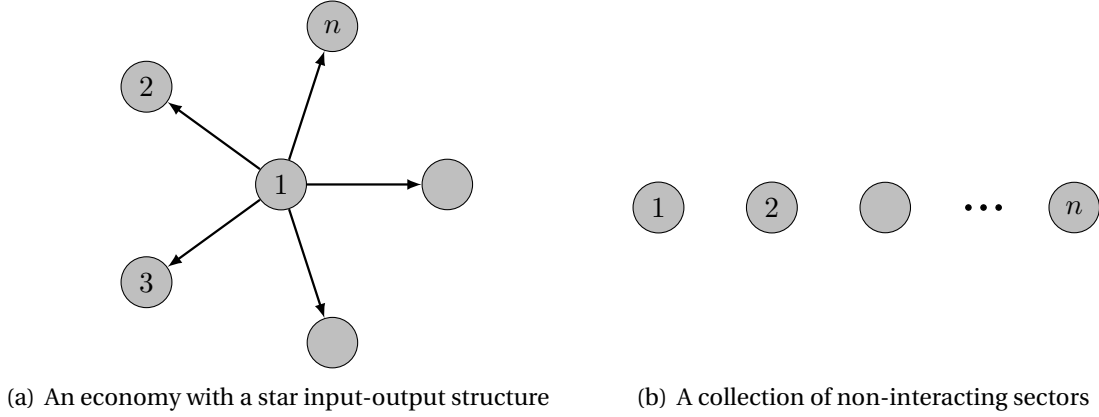 n
2
1
3
1 2 ... n
(a) An economy with a star input-output structure
(b) A collection of non-interacting sectors